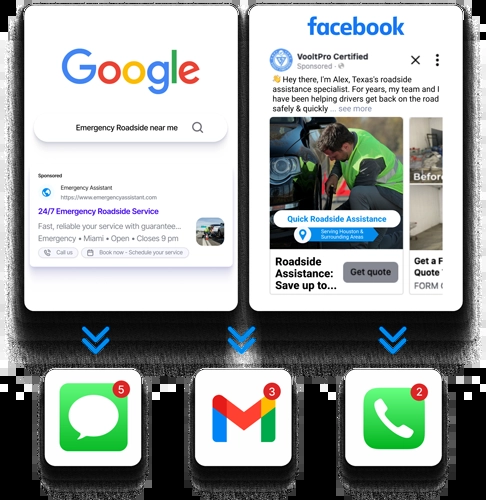 Google
Emergency Roadside near me
Sponsored
Emergency Assistant
https://www.emergencyassistant.com
24/7 Emergency Roadside Service
Fast, reliable your service with guarantee...
Emergency • Miami • Open • Closes 9 pm
Call us
Book now - Schedule your service
facebook
VooltPro Certified
Sponsored ·
👋 Hey there, I'm Alex, Texas's roadside
assistance specialist. For years, my team and I
have been helping drivers get back on the road
safely & quickly ... see more
Quick Roadside Assistance
Serving Houston &
Surrounding Areas
Roadside
Assistance:
Save up to...
Get quote
Before
Get a F
Quote
FORM
5
3
2